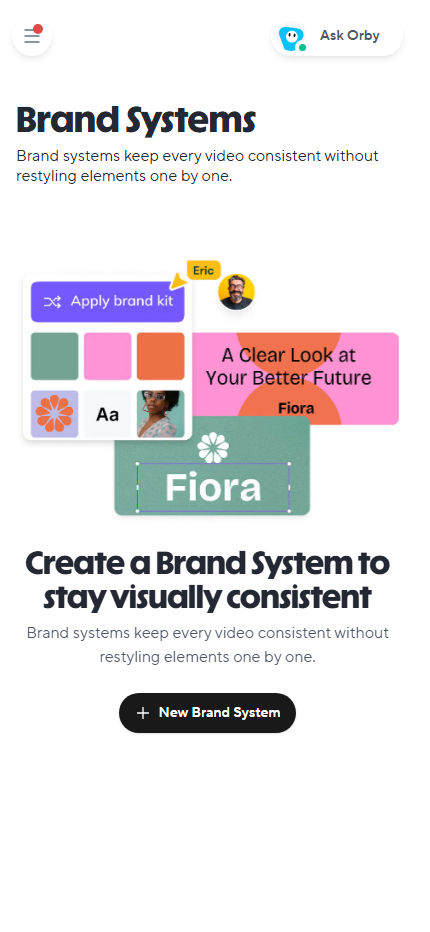 Ask Orby
Brand Systems
Brand systems keep every video consistent without
restyling elements one by one.
Eric
Apply brand kit
A Clear Look at
Your Better Future
Fiora
Aa
Fiora
Create a Brand System to
stay visually consistent
Brand systems keep every video consistent without
restyling elements one by one.
New Brand System